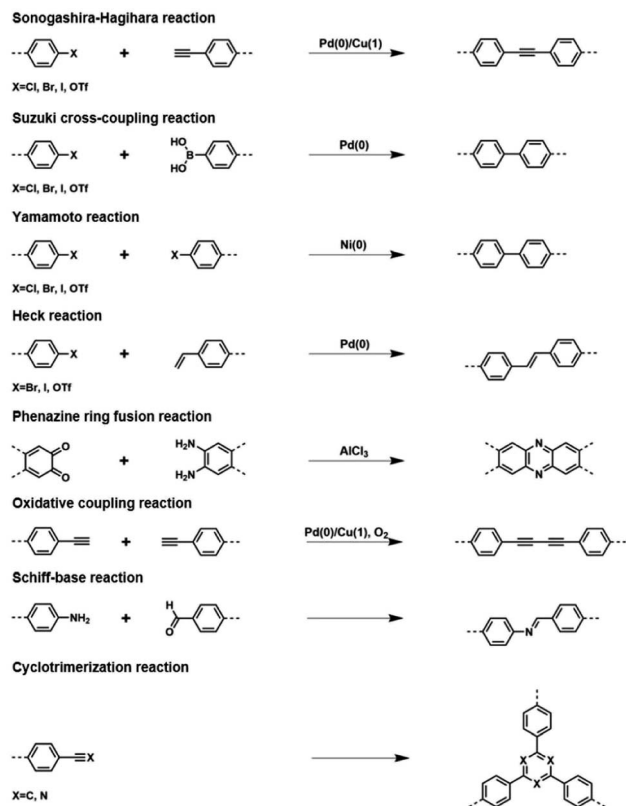 Sonogashira-Hagihara reaction
X + Pd(0)/Cu(1)
X=Cl, Br, I, OTf
Suzuki cross-coupling reaction
X + HO B HO Pd(0)
X=Cl, Br, I, OTf
Yamamoto reaction
X + X Ni(0)
X=Cl, Br, I, OTf
Heck reaction
X + Pd(0)
X=Br, I, OTf
Phenazine ring fusion reaction
O O + H₂N H₂N AlCl₃ N N
Oxidative coupling reaction
+ Pd(0)/Cu(1), O₂
Schiff-base reaction
NH₂ + H O N
Cyclotrimerization reaction
X X X X
X=C, N